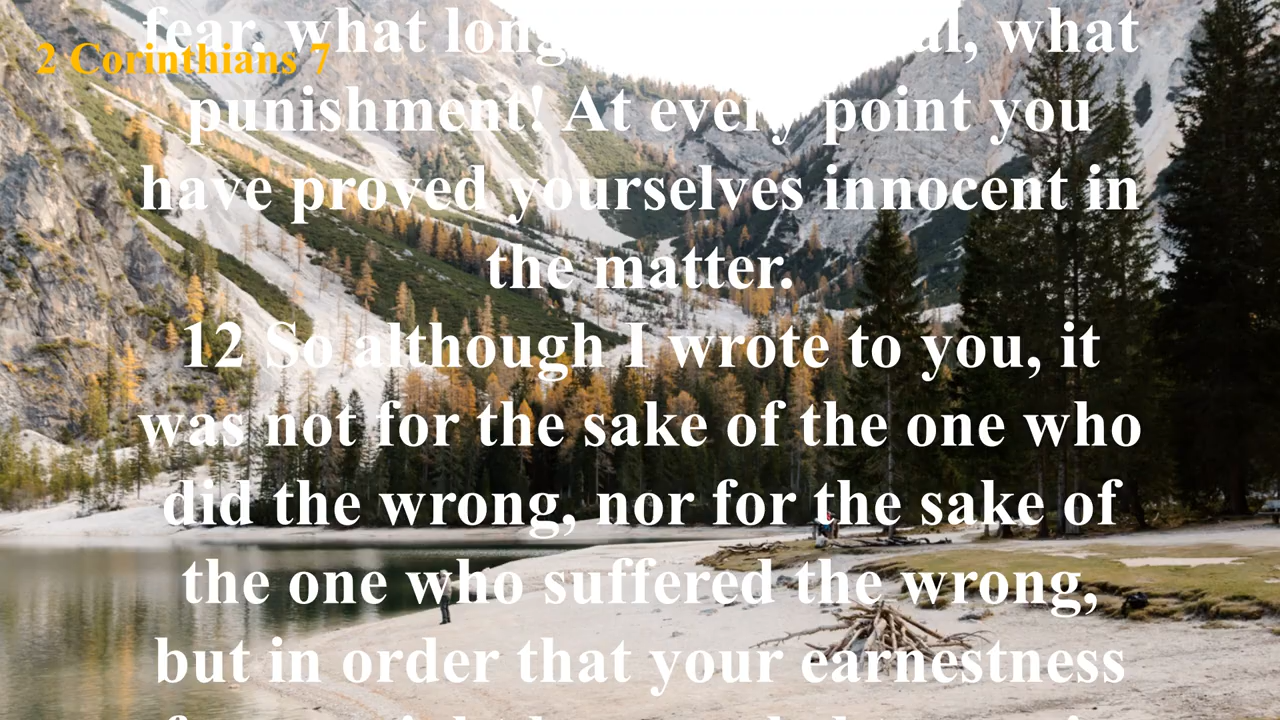 fear, what long al, what
2 Corinthians 7
punishment! At every point you
have proved yourselves innocent in
the matter.
12 So although I wrote to you, it
was not for the sake of the one who
did the wrong, nor for the sake of
the one who suffered the wrong,
but in order that your earnestness